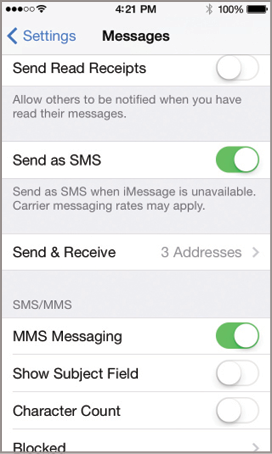 4:21 PM 100%
Settings Messages
Send Read Receipts
Allow others to be notified when you have
read their messages.
Send as SMS
Send as SMS when iMessage is unavailable.
Carrier messaging rates may apply.
Send & Receive 3 Addresses
SMS/MMS
MMS Messaging
Show Subject Field
Character Count
Blocked